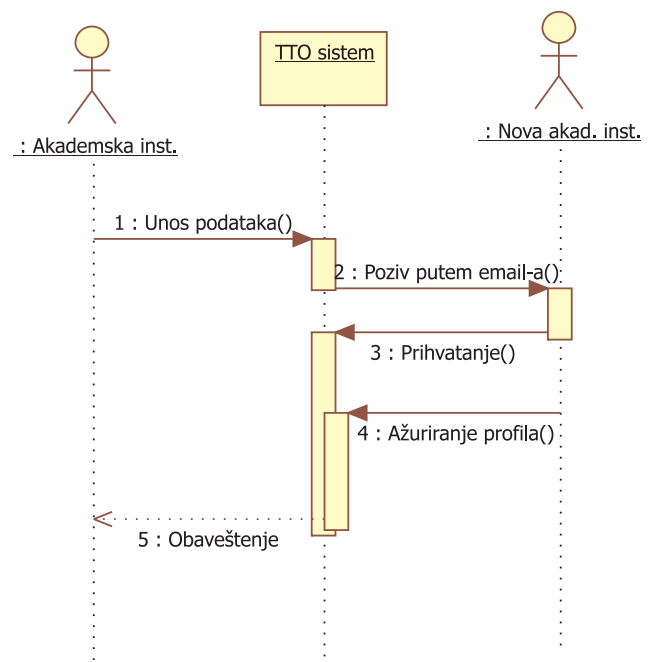 TTO sistem
: Akademska inst.
: Nova akad. inst.
1 : Unos podataka()
2 : Poziv putem email-a()
3 : Prihvatanje()
4 : Ažuriranje profila()
5 : Obaveštenje